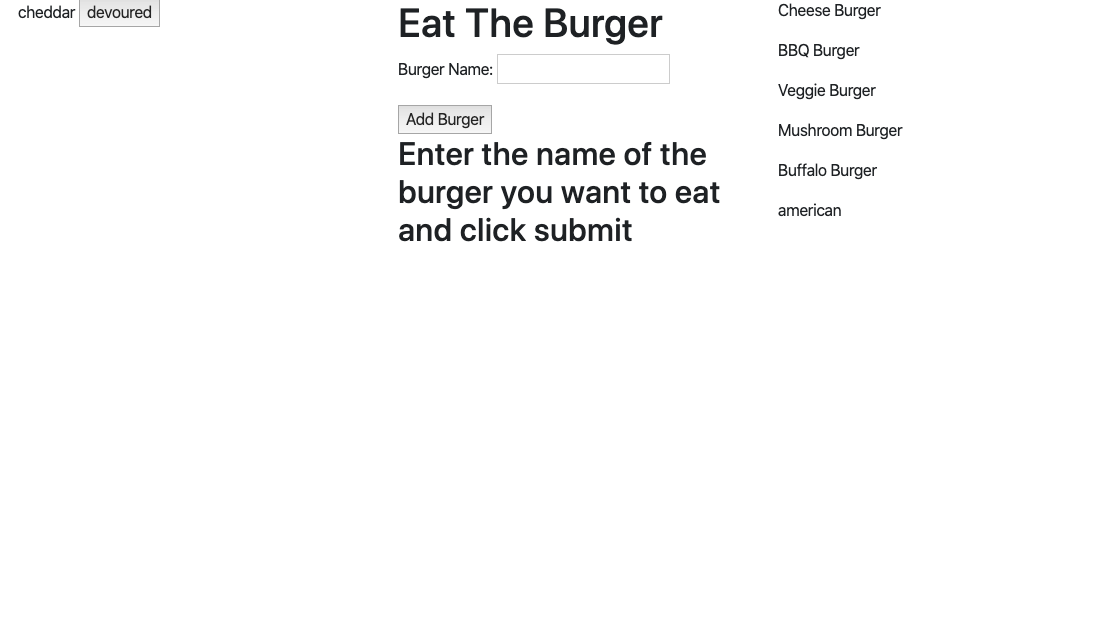 cheddar devoured
Eat The Burger
Burger Name:
Add Burger
Enter the name of the
burger you want to eat
and click submit
Cheese Burger
BBQ Burger
Veggie Burger
Mushroom Burger
Buffalo Burger
american